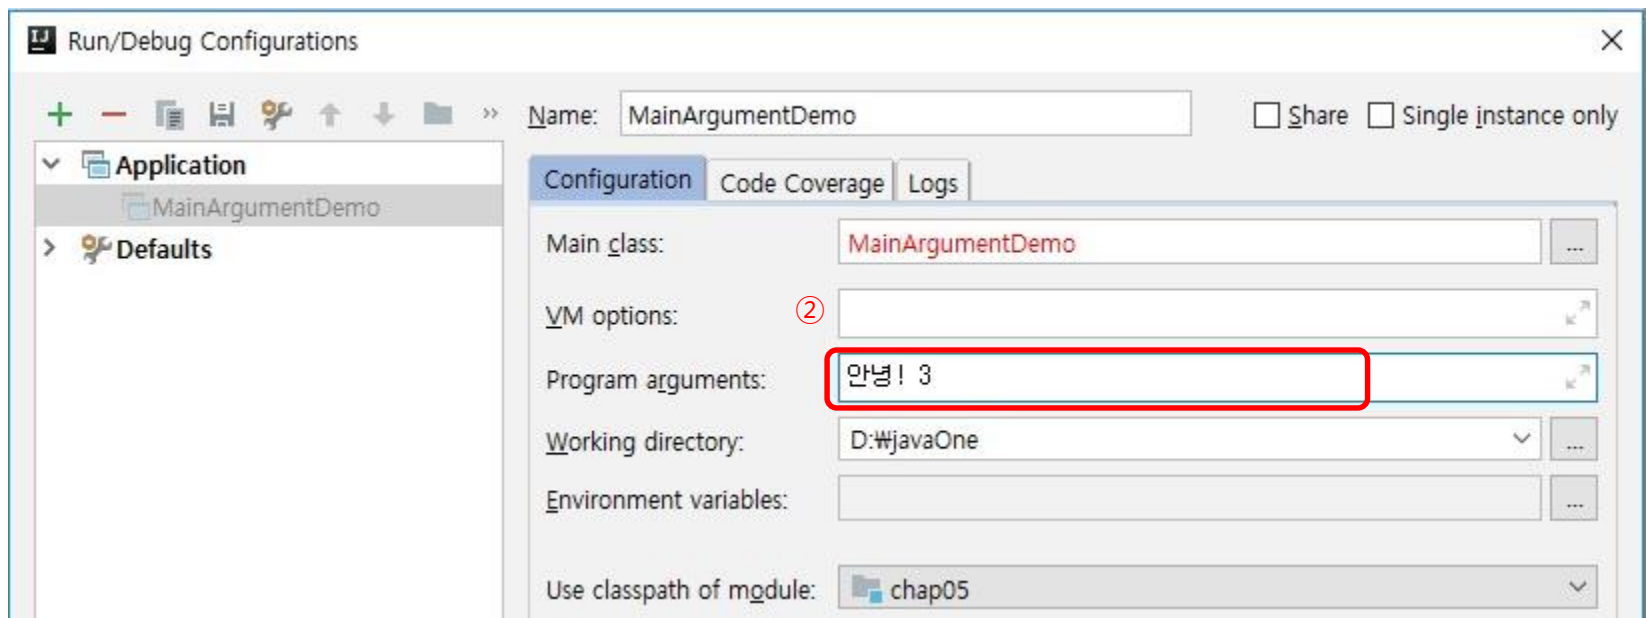 Run/Debug Configurations
Name: MainArgumentDemo Share Single instance only
Application
MainArgumentDemo
Defaults
Configuration Code Coverage Logs
Main class: MainArgumentDemo ...
VM options: ②
Program arguments: 안녕! 3
Working directory: D:₩javaOne ...
Environment variables: ...
Use classpath of module: chap05